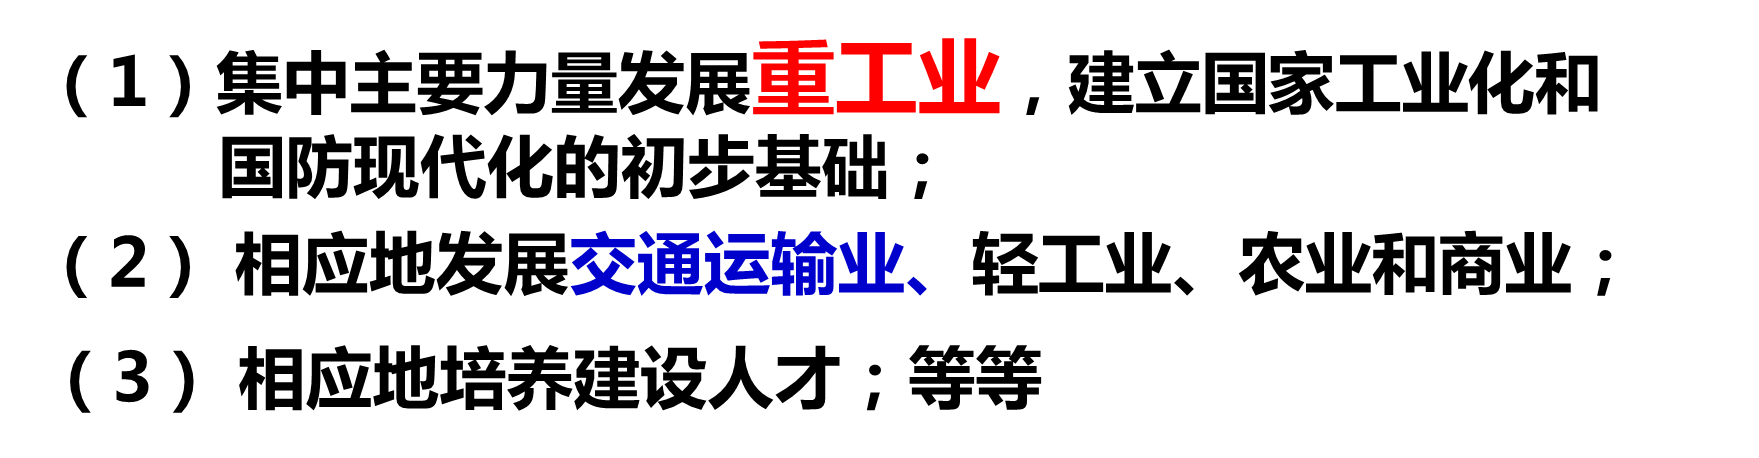 （1）集中主要力量发展重工业，建立国家工业化和
国防现代化的初步基础；
（2） 相应地发展交通运输业、轻工业、农业和商业；
（3） 相应地培养建设人才；等等